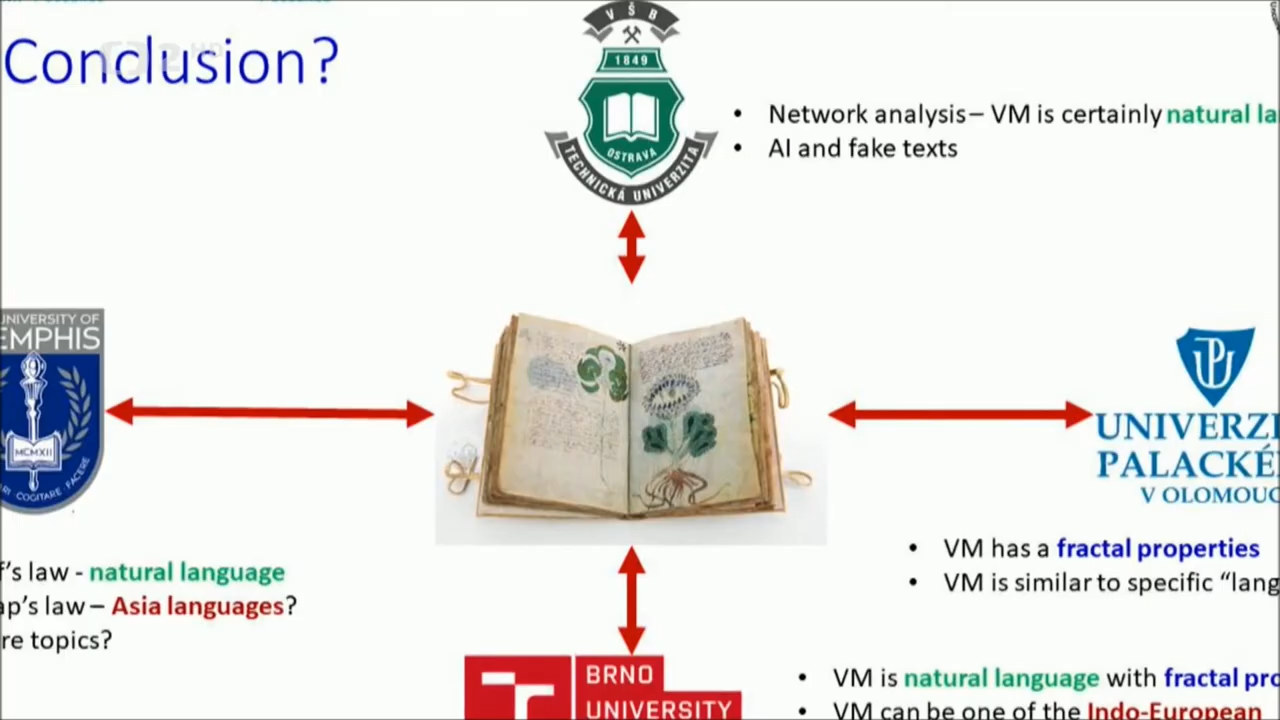 Conclusion?
VŠB
1849
OSTRAVA
TECHNICKÁ UNIVERZITA
• Network analysis – VM is certainly natural la
• AI and fake texts
UNIVERSITY OF
EMPHIS
MCMXII
ARI COGITARE FACERE
UP
UNIVERZI
PALACKÉ
V OLOMOUC
• VM has a fractal properties
• VM is similar to specific “lang
f’s law - natural language
ap’s law – Asia languages?
re topics?
BRNO
UNIVERSITY
• VM is natural language with fractal pro
• VM can be one of the Indo-European